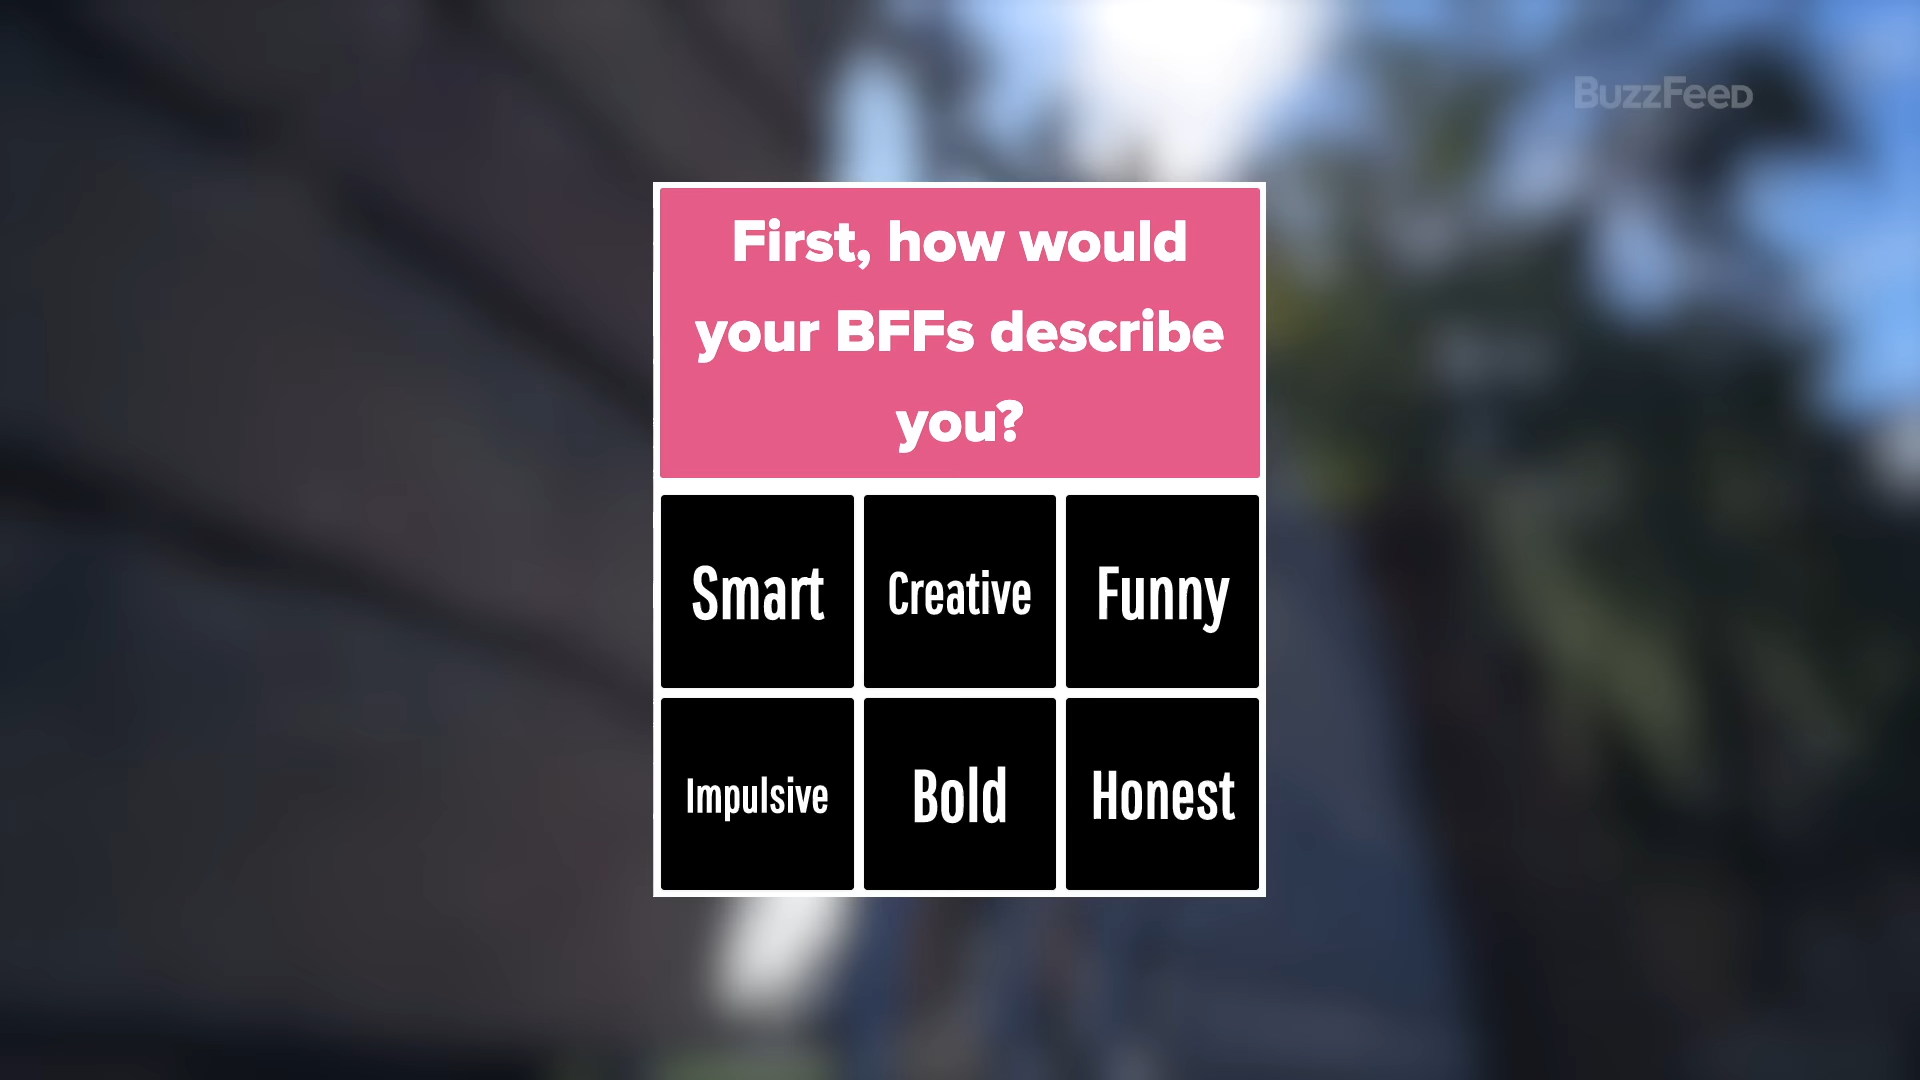 BuzzFeed
First, how would
your BFFs describe
you?
Smart
Creative
Funny
Impulsive
Bold
Honest